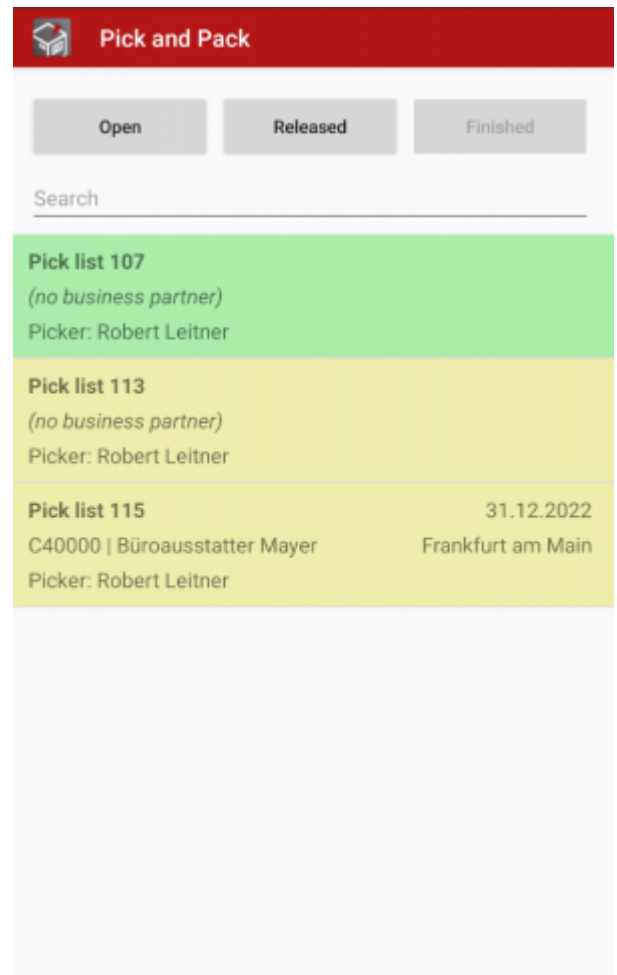 Pick and Pack
Open Released Finished
Search
Pick list 107
(no business partner)
Picker: Robert Leitner
Pick list 113
(no business partner)
Picker: Robert Leitner
Pick list 115 31.12.2022
C40000 | Büroausstatter Mayer Frankfurt am Main
Picker: Robert Leitner